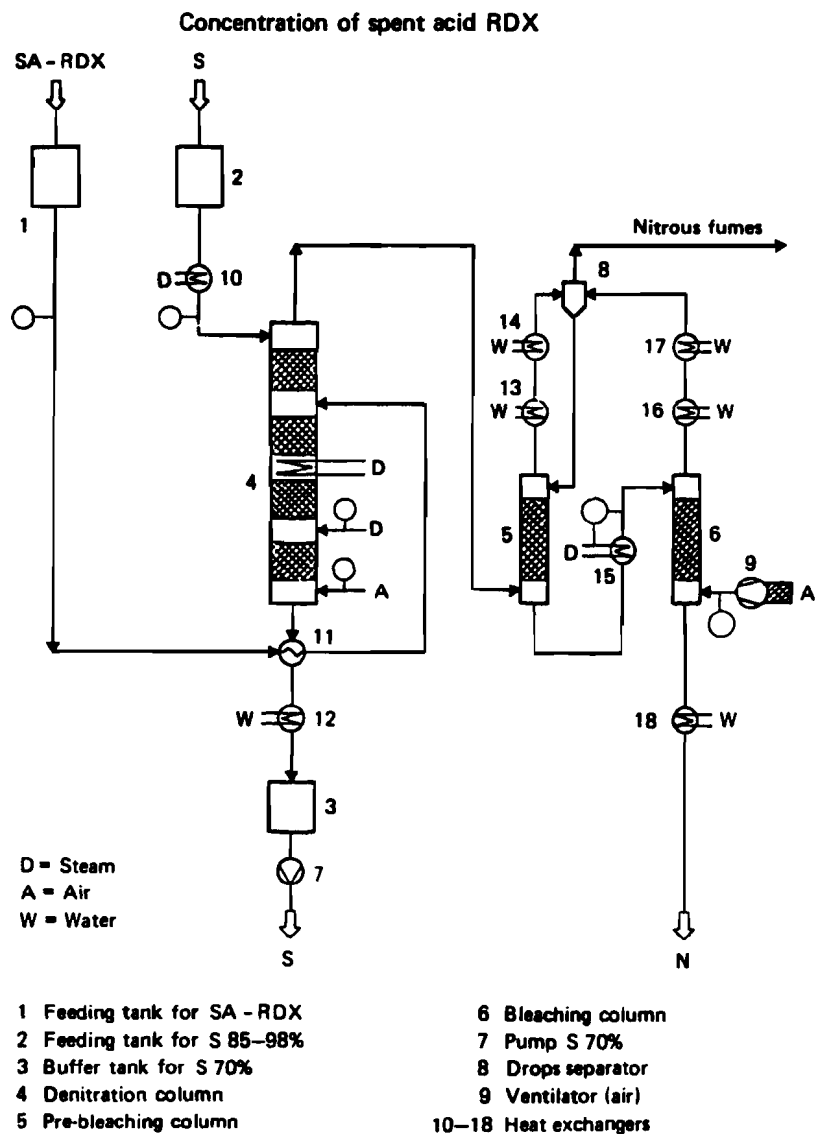 Concentration of spent acid RDX
SA-RDX
S
1
2
D
10
Nitrous fumes
8
14
W
17
W
13
W
16
W
4
D
D
A
5
D
15
6
9
A
11
W
12
18
W
3
7
S
N
D = Steam
A = Air
W = Water
1 Feeding tank for SA-RDX
2 Feeding tank for S 85–98%
3 Buffer tank for S 70%
4 Denitration column
5 Pre-bleaching column
6 Bleaching column
7 Pump S 70%
8 Drops separator
9 Ventilator (air)
10–18 Heat exchangers